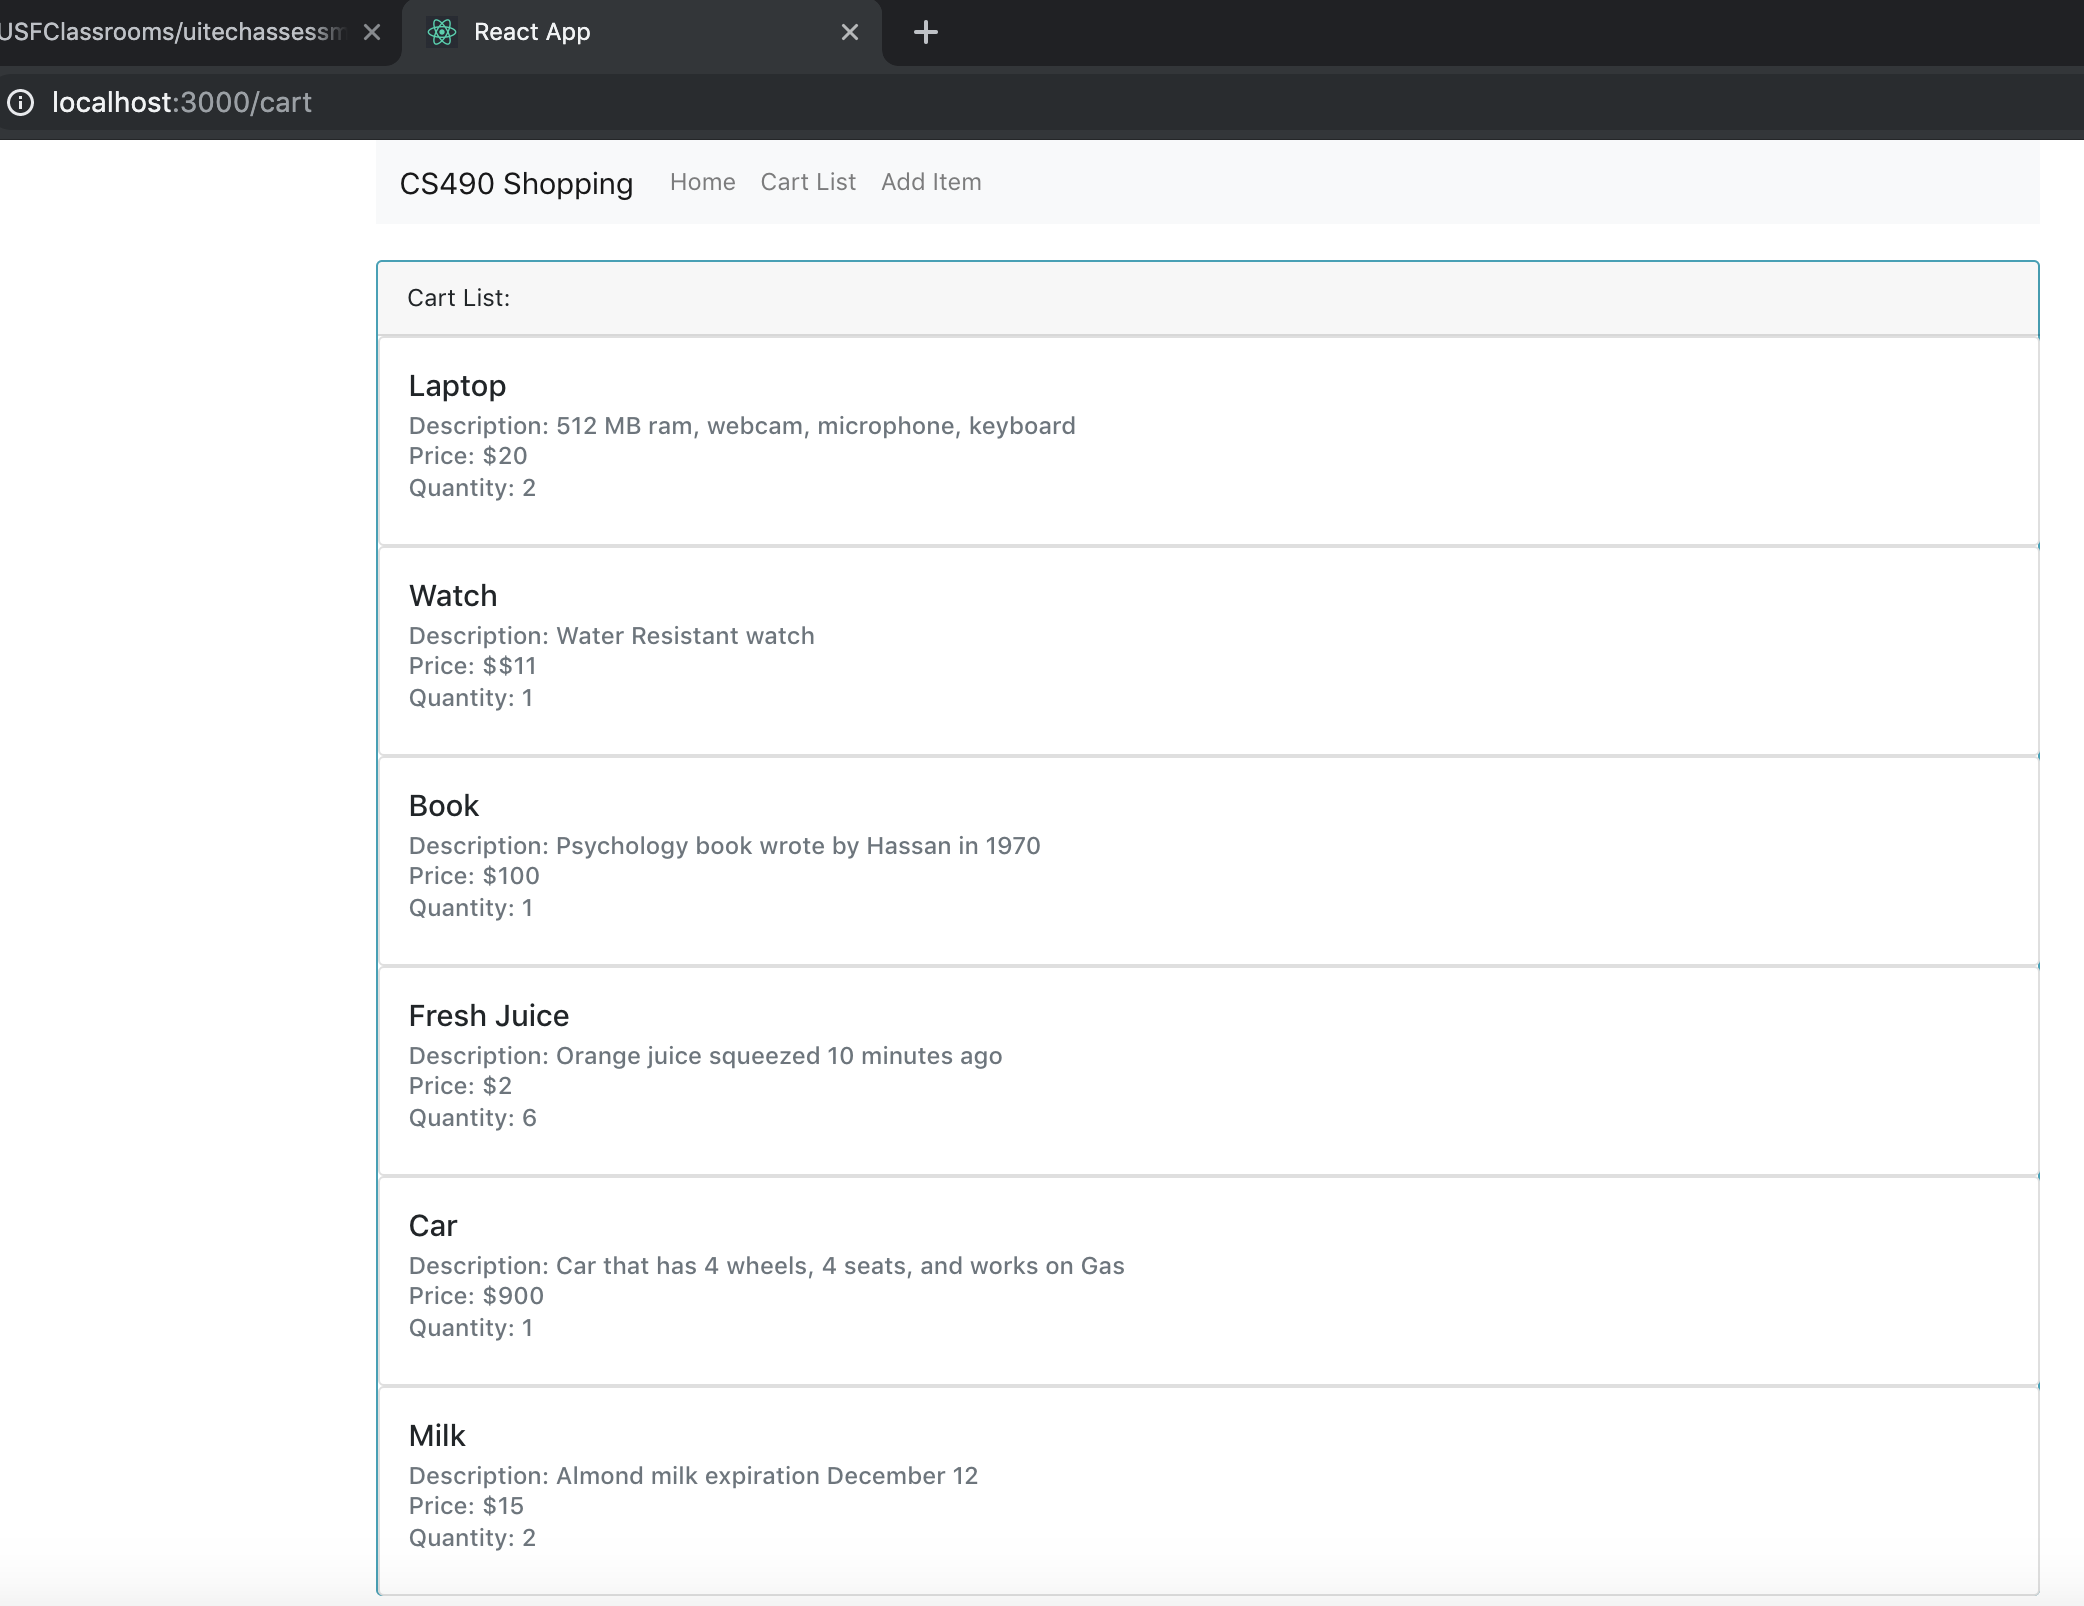 USFClassrooms/uitechassessm
React App
localhost:3000/cart
CS490 Shopping Home Cart List Add Item
Cart List:
Laptop
Description: 512 MB ram, webcam, microphone, keyboard
Price: $20
Quantity: 2
Watch
Description: Water Resistant watch
Price: $$11
Quantity: 1
Book
Description: Psychology book wrote by Hassan in 1970
Price: $100
Quantity: 1
Fresh Juice
Description: Orange juice squeezed 10 minutes ago
Price: $2
Quantity: 6
Car
Description: Car that has 4 wheels, 4 seats, and works on Gas
Price: $900
Quantity: 1
Milk
Description: Almond milk expiration December 12
Price: $15
Quantity: 2